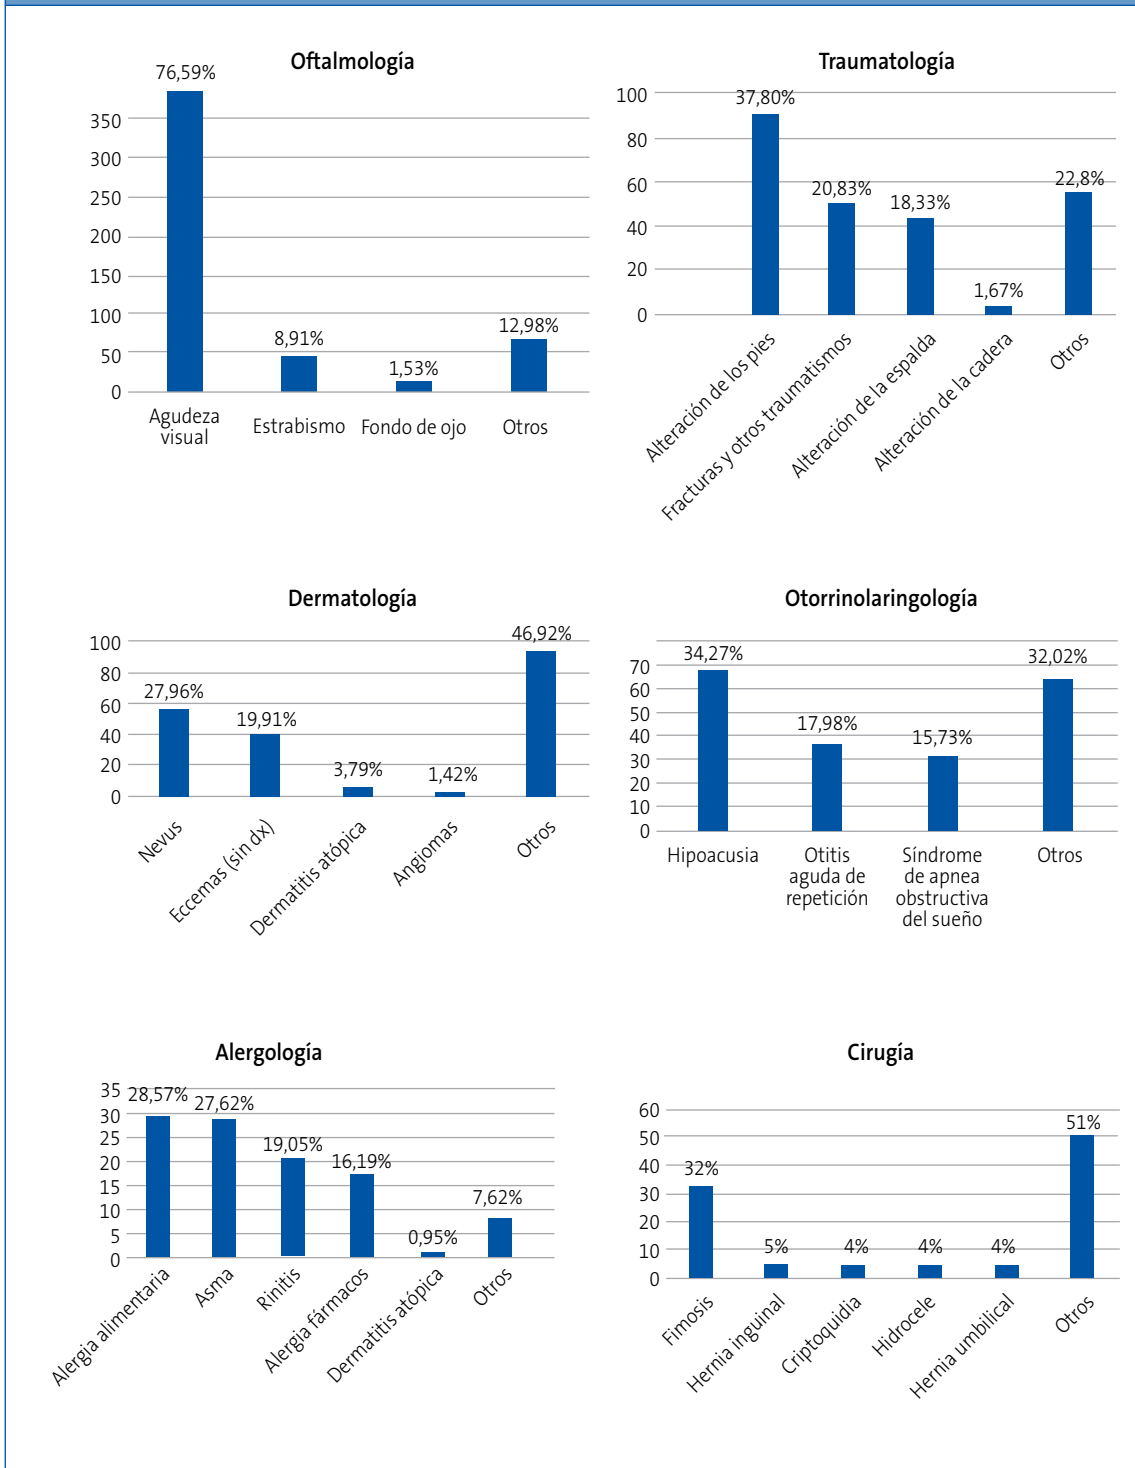 Oftalmología
76,59%
350
300
250
200
150
100
50
0
8,91%
1,53%
12,98%
Agudeza
visual
Estrabismo
Fondo de ojo
Otros
Traumatología
100
80
60
40
20
0
37,80%
20,83%
18,33%
1,67%
22,8%
Alteración de los pies
Fracturas y otros traumatismos
Alteración de la espalda
Alteración de la cadera
Otros
Dermatología
100
80
60
40
20
0
27,96%
19,91%
3,79%
1,42%
46,92%
Nevus
Eccemas (sin dx)
Dermatitis atópica
Angiomas
Otros
Otorrinolaringología
70
60
50
40
30
20
10
0
34,27%
17,98%
15,73%
32,02%
Hipoacusia
Otitis
aguda de
repetición
Síndrome
de apnea
obstructiva
del sueño
Otros
Alergología
35
30
25
20
15
10
5
0
28,57%
27,62%
19,05%
16,19%
0,95%
7,62%
Alergia alimentaria
Asma
Rinitis
Alergia fármacos
Dermatitis atópica
Otros
Cirugía
60
50
40
30
20
10
0
32%
5%
4%
4%
4%
51%
Fimosis
Hernia inguinal
Criptoquidia
Hidrocele
Hernia umbilical
Otros